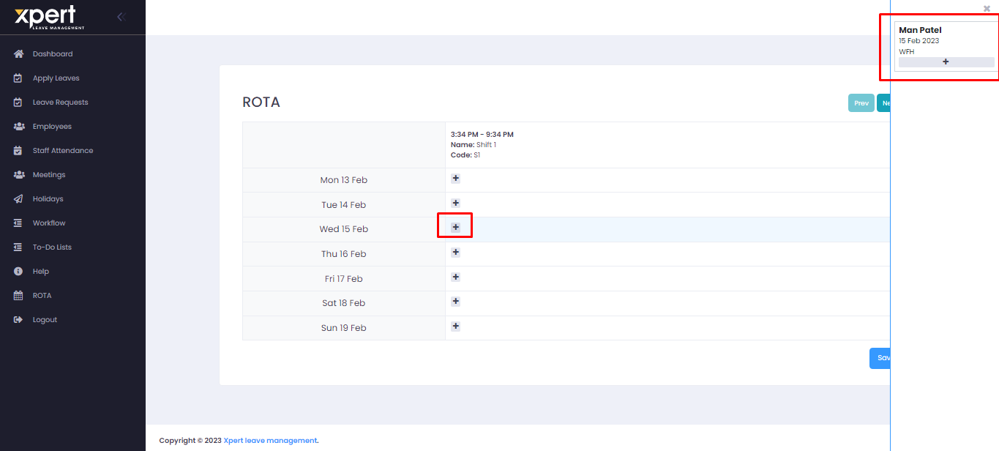 xpert
LEAVE MANAGEMENT
Dashboard
Apply Leaves
Leave Requests
Employees
Staff Attendance
Meetings
Holidays
Workflow
To-Do Lists
Help
ROTA
Logout
ROTA
Prev
Ne
3:34 PM - 9:34 PM
Name: Shift 1
Code: S1
Mon 13 Feb
Tue 14 Feb
Wed 15 Feb
Thu 16 Feb
Fri 17 Feb
Sat 18 Feb
Sun 19 Feb
Sav
Copyright © 2023 Xpert leave management.
Man Patel
15 Feb 2023
WFH